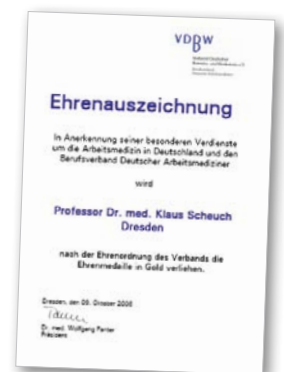 VDBW
Ehrenauszeichnung
In Anerkennung seiner besonderen Verdienste
um die Arbeitsmedizin in Deutschland und den
Berufsverband Deutscher Arbeitsmediziner
wird
Professor Dr. med. Klaus Scheuch
Dresden
nach der Ehrenordnung des Verbands die
Ehrenmedaille in Gold verliehen.
Dresden, den 09. Oktober 2008
Dr. med. Wolfgang Panter
Präsident